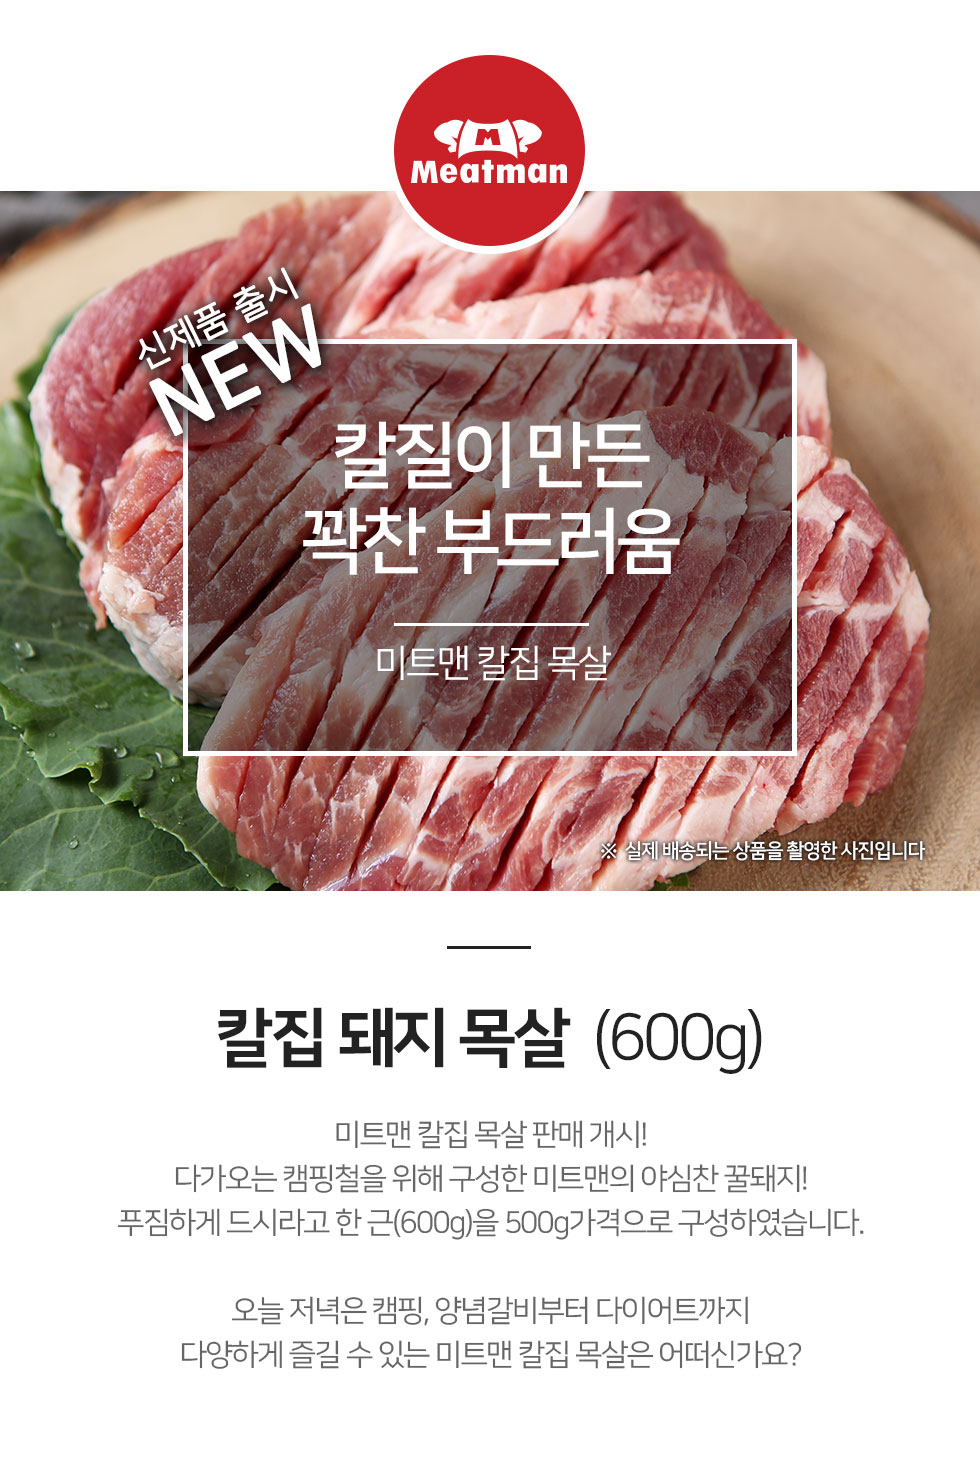 M
Meatman
신제품 출시
NEW
칼질이 만든
꽉찬 부드러움
미트맨 칼집 목살
※ 실제 배송되는 상품을 촬영한 사진입니다
칼집 돼지 목살 (600g)
미트맨 칼집 목살 판매 개시!
다가오는 캠핑철을 위해 구성한 미트맨의 야심찬 꿀돼지!
푸짐하게 드시라고 한 근(600g)을 500g가격으로 구성하였습니다.
오늘 저녁은 캠핑, 양념갈비부터 다이어트까지
다양하게 즐길 수 있는 미트맨 칼집 목살은 어떠신가요?